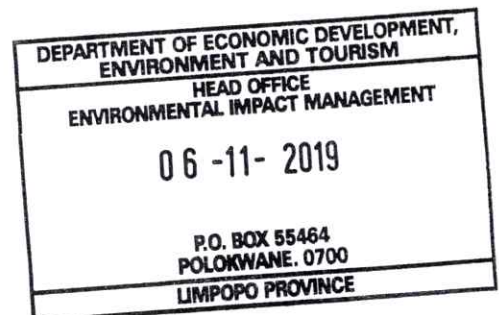 DEPARTMENT OF ECONOMIC DEVELOPMENT,
ENVIRONMENT AND TOURISM
HEAD OFFICE
ENVIRONMENTAL IMPACT MANAGEMENT
06 -11- 2019
P.O. BOX 55464
POLOKWANE. 0700
LIMPOPO PROVINCE